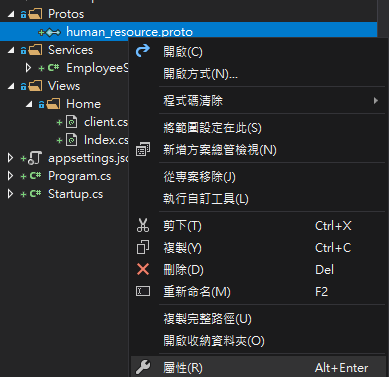 Protos
human_resource.proto
Services
C# EmployeeS
Views
Home
client.cs
Index.cs
appsettings.jso
C# Program.cs
C# Startup.cs
開啟(C)
開啟方式(N)...
程式碼清除
將範圍設定在此(S)
新增方案總管檢視(N)
從專案移除(J)
執行自訂工具(L)
剪下(T) Ctrl+X
複製(Y) Ctrl+C
刪除(D) Del
重新命名(M) F2
複製完整路徑(U)
開啟收納資料夾(O)
屬性(R) Alt+Enter